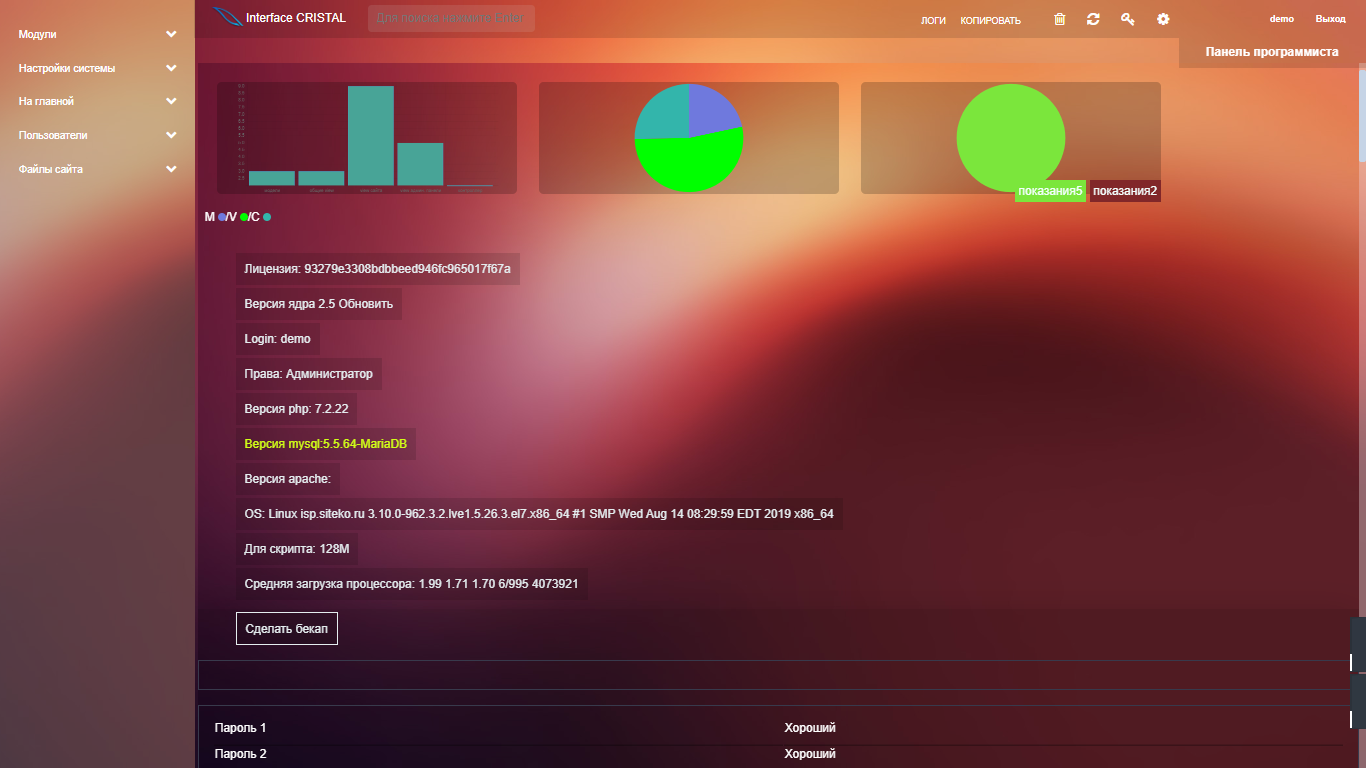 Interface CRISTAL
Для поиска нажмите Enter
ЛОГИ КОПИРОВАТЬ
demo Выход
Модули
Настройки системы
На главной
Пользователи
Файлы сайта
Панель программиста
показания5 показания2
M /V /C
Лицензия: 93279e3308bdbbeed946fc965017f67a
Версия ядра 2.5 Обновить
Login: demo
Права: Администратор
Версия php: 7.2.22
Версия mysql:5.5.64-MariaDB
Версия apache:
OS: Linux isp.siteko.ru 3.10.0-962.3.2.lve1.5.26.3.el7.x86_64 #1 SMP Wed Aug 14 08:29:59 EDT 2019 x86_64
Для скрипта: 128M
Средняя загрузка процессора: 1.99 1.71 1.70 6/995 4073921
Сделать бекап
Пароль 1 Хороший
Пароль 2 Хороший